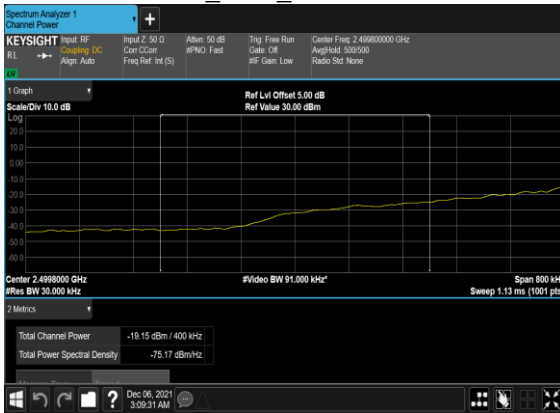 Spectrum Analyzer 1
Channel Power
+
KEYSIGHT
RL
Input: RF
Coupling: DC
Align: Auto
Input Z: 50 Ω
Corr CCorr
Freq Ref: Int (S)
Atten: 50 dB
#PNO: Fast
Trig: Free Run
Gate: Off
#IF Gain: Low
Center Freq: 2.499800000 GHz
Avg|Hold: 500/500
Radio Std: None
1 Graph
Scale/Div 10.0 dB
Ref Lvl Offset 5.00 dB
Ref Value 30.00 dBm
Log
20.0
10.0
0.00
-10.0
-20.0
-30.0
-40.0
-50.0
-60.0
Center 2.4998000 GHz
#Res BW 30.000 kHz
#Video BW 91.000 kHz*
Span 800 kH
Sweep 1.13 ms (1001 pts
2 Metrics
Total Channel Power -19.15 dBm / 400 kHz
Total Power Spectral Density -75.17 dBm/Hz
?
Dec 06, 2021
3:09:31 AM